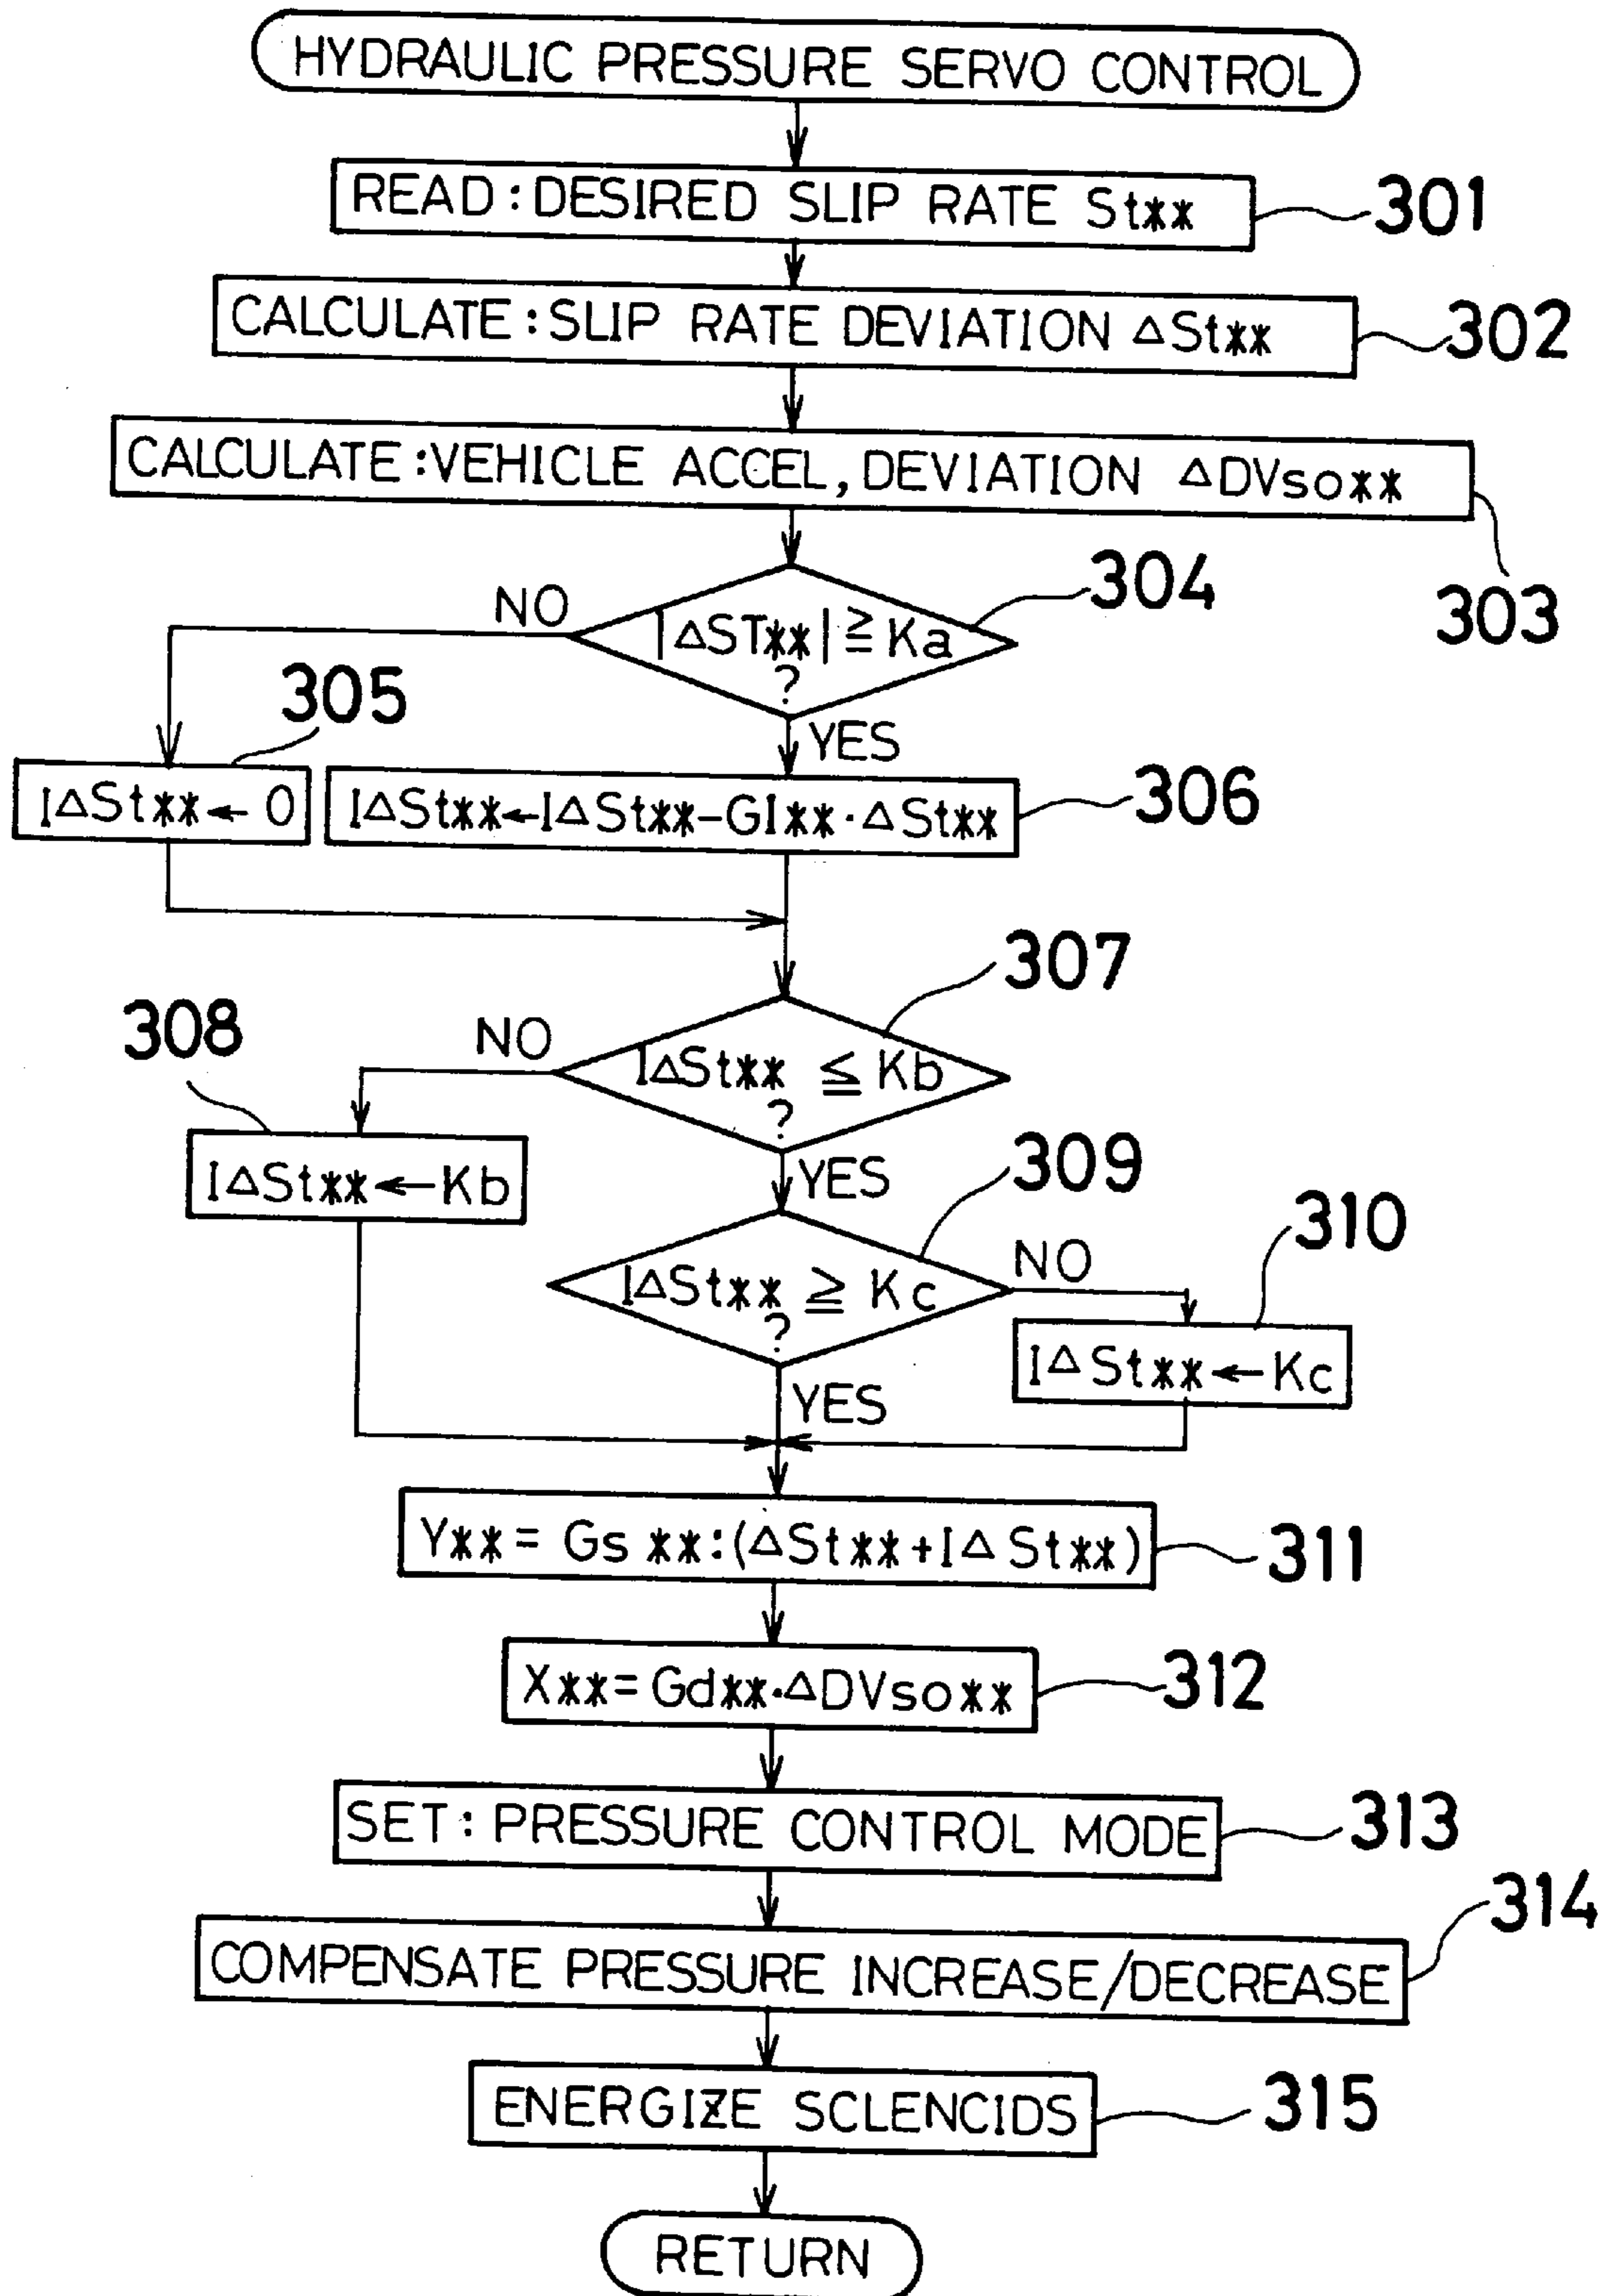 HYDRAULIC PRESSURE SERVO CONTROL
READ : DESIRED SLIP RATE St**
301
CALCULATE : SLIP RATE DEVIATION ΔSt**
302
CALCULATE : VEHICLE ACCEL, DEVIATION ΔDVso**
303
304
NO
|ΔST**| ≧ Ka
?
YES
305
IΔSt** ← 0
IΔSt** ← IΔSt** – GI** · ΔSt**
306
307
308
NO
IΔSt** ≦ Kb
?
YES
309
IΔSt** ← Kb
310
NO
IΔSt** ≧ Kc
?
IΔSt** ← Kc
YES
Y** = Gs ** : (ΔSt** + IΔ St**)
311
X** = Gd** · ΔDVso**
312
SET : PRESSURE CONTROL MODE
313
314
COMPENSATE PRESSURE INCREASE/DECREASE
ENERGIZE SCLENCIDS
315
RETURN